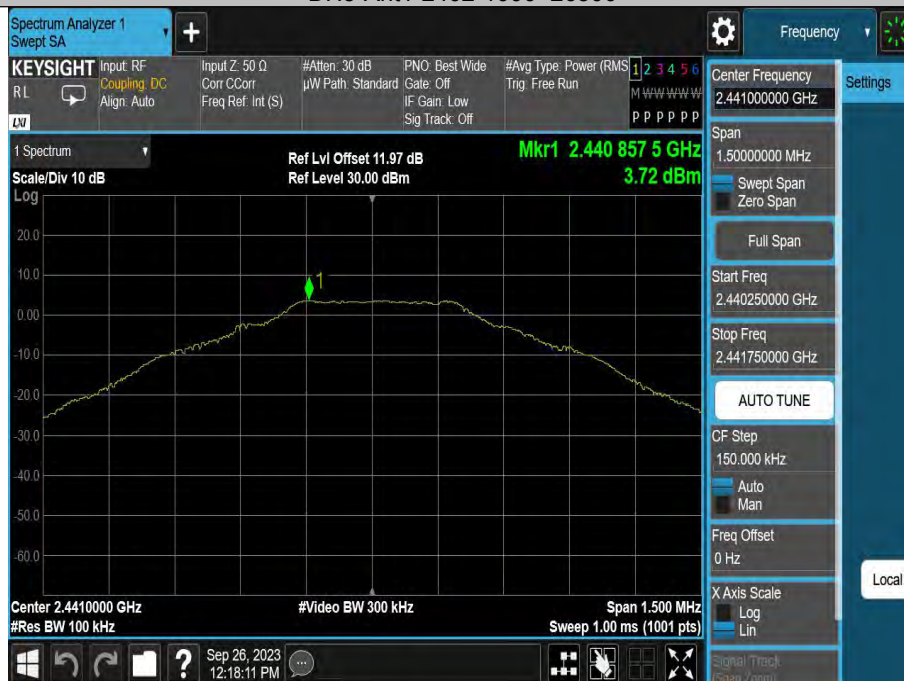 Spectrum Analyzer 1
Swept SA
Frequency
KEYSIGHT
RL
LXI
Input: RF
Coupling: DC
Align: Auto
Input Z: 50 Ω
Corr CCorr
Freq Ref: Int (S)
#Atten: 30 dB
µW Path: Standard
PNO: Best Wide
Gate: Off
IF Gain: Low
Sig Track: Off
#Avg Type: Power (RMS
Trig: Free Run
1 2 3 4 5 6
M W W W W W
P P P P P P
1 Spectrum
Scale/Div 10 dB
Log
Ref Lvl Offset 11.97 dB
Ref Level 30.00 dBm
Mkr1 2.440 857 5 GHz
3.72 dBm
20.0
10.0
0.00
-10.0
-20.0
-30.0
-40.0
-50.0
-60.0
1
Center 2.4410000 GHz
#Res BW 100 kHz
#Video BW 300 kHz
Span 1.500 MHz
Sweep 1.00 ms (1001 pts)
Sep 26, 2023
12:18:11 PM
Center Frequency
2.441000000 GHz
Settings
Span
1.50000000 MHz
Swept Span
Zero Span
Full Span
Start Freq
2.440250000 GHz
Stop Freq
2.441750000 GHz
AUTO TUNE
CF Step
150.000 kHz
Auto
Man
Freq Offset
0 Hz
Local
X Axis Scale
Log
Lin
Signal Track
(Span Zoom)